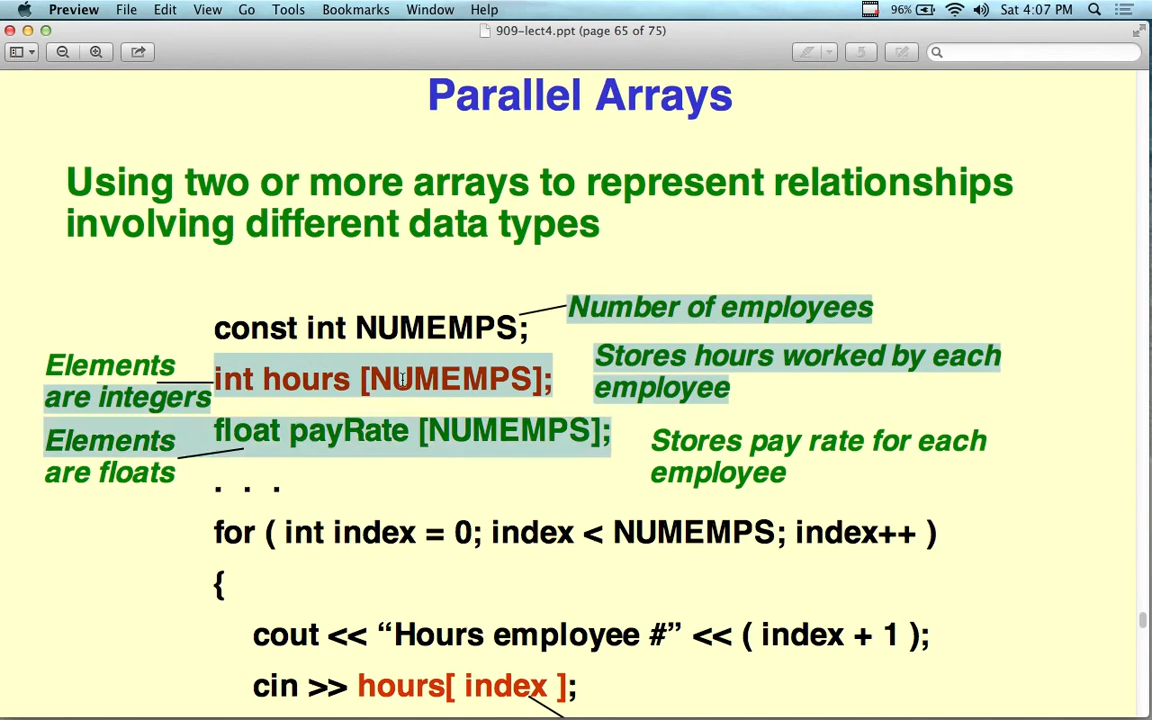 Preview File Edit View Go Tools Bookmarks Window Help 96% Sat 4:07 PM
909-lect4.ppt (page 65 of 75)
Parallel Arrays
Using two or more arrays to represent relationships
involving different data types
const int NUMEMPS;
Number of employees
Elements
are integers
int hours [NUMEMPS];
Stores hours worked by each
employee
Elements
are floats
float payRate [NUMEMPS];
Stores pay rate for each
employee
. . .
for ( int index = 0; index < NUMEMPS; index++ )
{
cout << “Hours employee #” << ( index + 1 );
cin >> hours[ index ];